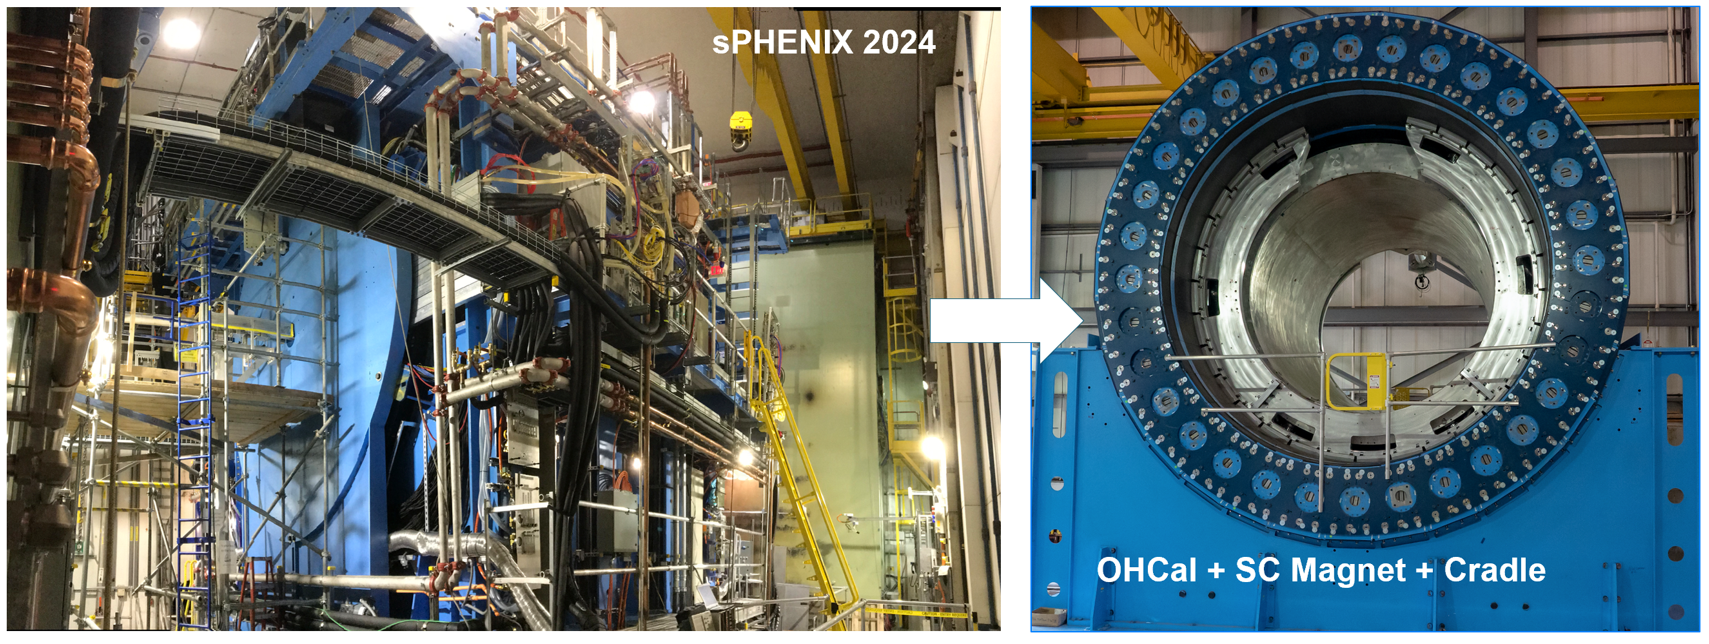 sPHENIX 2024
OHCal + SC Magnet + Cradle